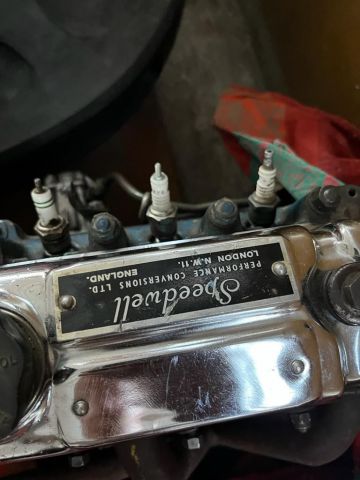 Speedwell
PERFORMANCE CONVERSIONS LTD.
LONDON N.W.11.
ENGLAND.